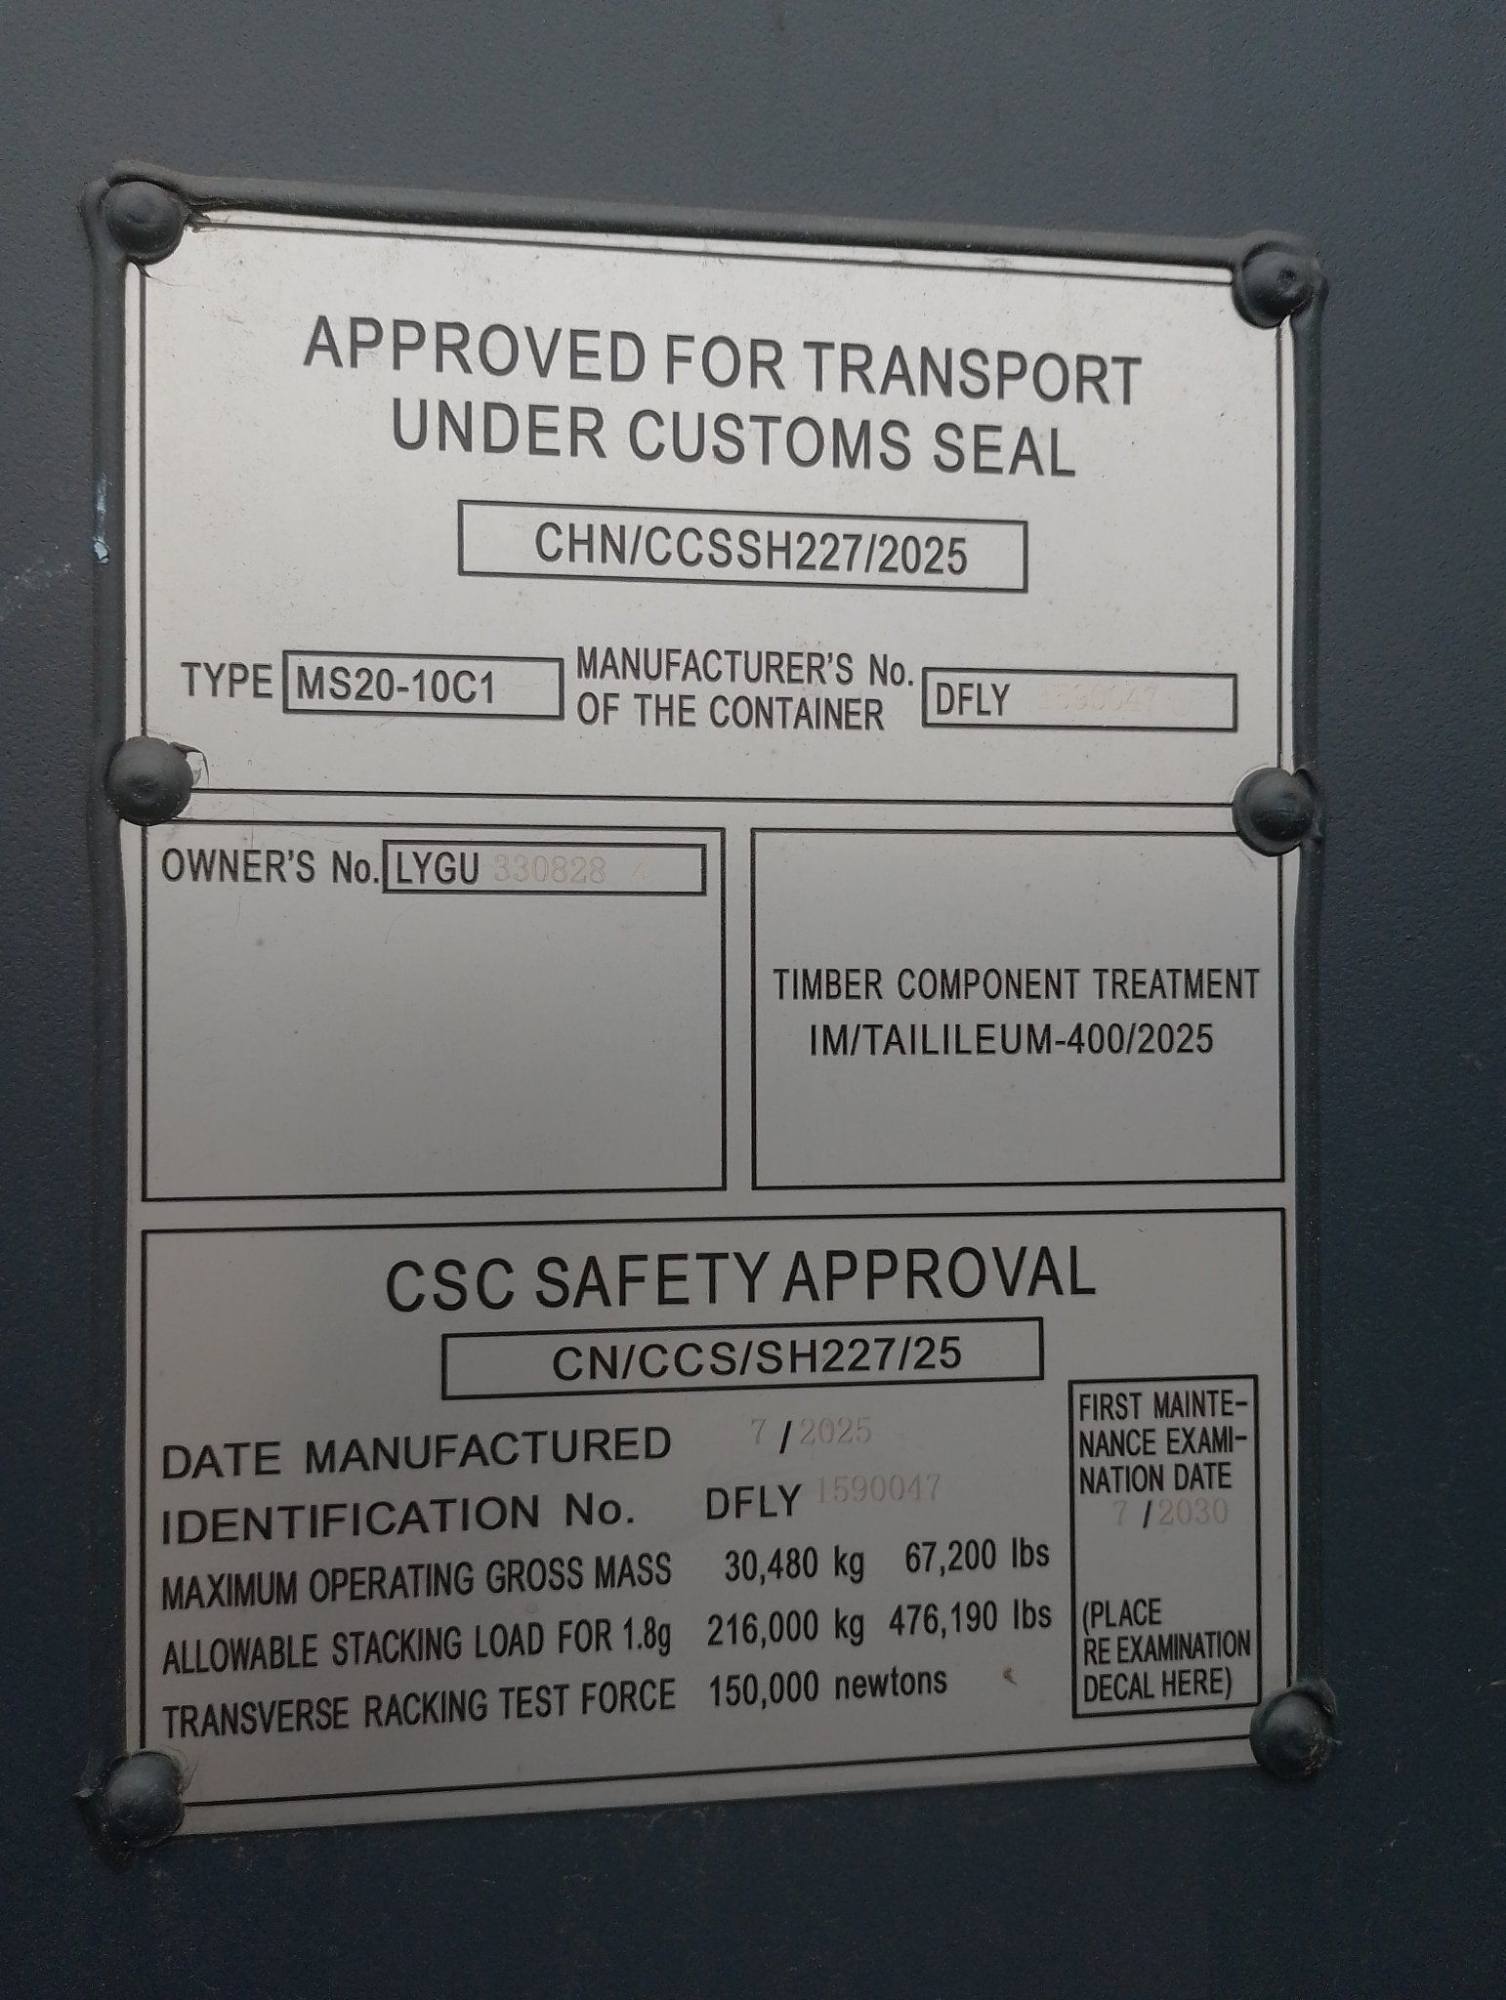 APPROVED FOR TRANSPORT
UNDER CUSTOMS SEAL
CHN/CCSSH227/2025
TYPE MS20-10C1
MANUFACTURER'S No.
OF THE CONTAINER
DFLY 1590047
OWNER'S No. LYGU 330828
TIMBER COMPONENT TREATMENT
IM/TAILILEUM-400/2025
CSC SAFETY APPROVAL
CN/CCS/SH227/25
DATE MANUFACTURED 7 / 2025
IDENTIFICATION No. DFLY 1590047
MAXIMUM OPERATING GROSS MASS 30,480 kg 67,200 lbs
ALLOWABLE STACKING LOAD FOR 1.8g 216,000 kg 476,190 lbs
TRANSVERSE RACKING TEST FORCE 150,000 newtons
FIRST MAINTE-
NANCE EXAMI-
NATION DATE
7 / 2030
(PLACE
RE EXAMINATION
DECAL HERE)